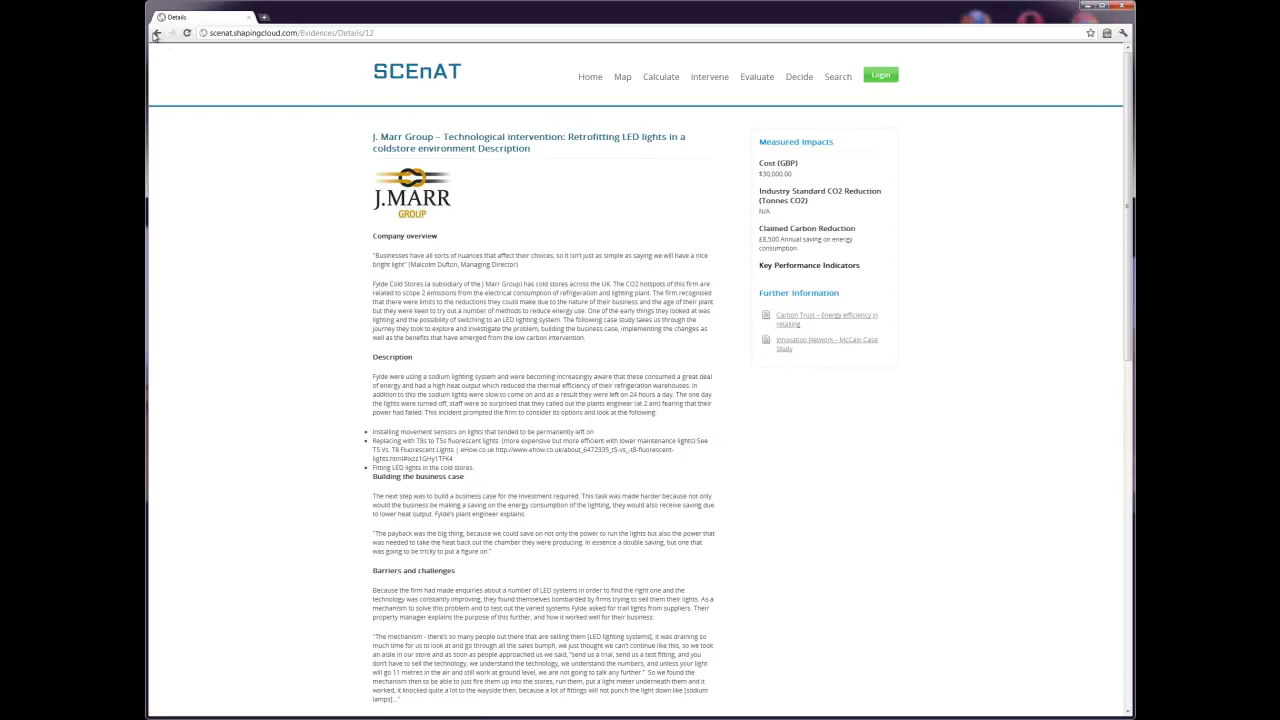 Details
scenat.shapingcloud.com/Evidences/Details/12
SCEnAT
Home Map Calculate Intervene Evaluate Decide Search Login
J. Marr Group – Technological intervention: Retrofitting LED lights in a
coldstore environment Description
J.MARR
GROUP
Company overview
"Businesses have all sorts of nuances that affect their choices, so it isn't just as simple as saying we will have a nice
bright light" (Malcolm Dufton, Managing Director)
Fylde Cold Stores (a subsidiary of the J Marr Group) has cold stores across the UK. The CO2 hotspots of this firm are
related to scope 2 emissions from the electrical consumption of refrigeration and lighting plant. The firm recognised
that there were limits to the reductions they could make due to the nature of their business and the age of their plant
but they were keen to try out a number of methods to reduce energy use. One of the early things they looked at was
lighting and the possibility of switching to an LED lighting system. The following case study takes us through the
journey they took to explore and investigate the problem, building the business case, implementing the changes as
well as the benefits that have emerged from the low carbon intervention.
Description
Fylde were using a sodium lighting system and were becoming increasingly aware that these consumed a great deal
of energy and had a high heat output which reduced the thermal efficiency of their refrigeration warehouses. In
addition to this the sodium lights were slow to come on and as a result they were left on 24 hours a day. The one day
the lights were turned off, staff were so surprised that they called out the plants engineer (at 2 am) fearing that their
power had failed. This incident prompted the firm to consider its options and look at the following:
Installing movement sensors on lights that tended to be permanently left on
Replacing with T8s to T5s fluorescent lights (more expensive but more efficient with lower maintenance lights) See
T5 Vs. T8 Fluorescent Lights | eHow.co.uk http://www.ehow.co.uk/about_6472335_t5-vs_-t8-fluorescent-
lights.html#ixzz1GHy1TFK4
Fitting LED lights in the cold stores.
Building the business case
The next step was to build a business case for the investment required. This task was made harder because not only
would the business be making a saving on the energy consumption of the lighting, they would also receive saving due
to lower heat output. Fylde's plant engineer explains:
"The payback was the big thing, because we could save on not only the power to run the lights but also the power that
was needed to take the heat back out the chamber they were producing. In essence a double saving, but one that
was going to be tricky to put a figure on."
Barriers and challenges
Because the firm had made enquiries about a number of LED systems in order to find the right one and the
technology was constantly improving, they found themselves bombarded by firms trying to sell them their lights. As a
mechanism to solve this problem and to test out the varied systems Fylde asked for trail lights from suppliers. Their
property manager explains the purpose of this further, and how it worked well for their business:
"The mechanism - there's so many people out there that are selling them [LED lighting systems], it was draining so
much time for us to look at and go through all the sales bumph, we just thought we can't continue like this, so we took
an aisle in our store and as soon as people approached us we said, "send us a trial, send us a test fitting, and you
don't have to sell the technology, we understand the technology, we understand the numbers, and unless your light
will go 11 metres in the air and still work at ground level, we are not going to talk any further." So we found the
mechanism then to be able to just fire them up into the stores, run them, put a light meter underneath them and it
worked, it knocked quite a lot to the wayside then, because a lot of fittings will not punch the light down like [sodium
lamps]..."
Measured Impacts
Cost (GBP)
$30,000.00
Industry Standard CO2 Reduction
(Tonnes CO2)
N/A
Claimed Carbon Reduction
£8,500 Annual saving on energy
consumption
Key Performance Indicators
Further Information
Carbon Trust – Energy efficiency in
retailing
Vinovation Network – McCain Case
Study